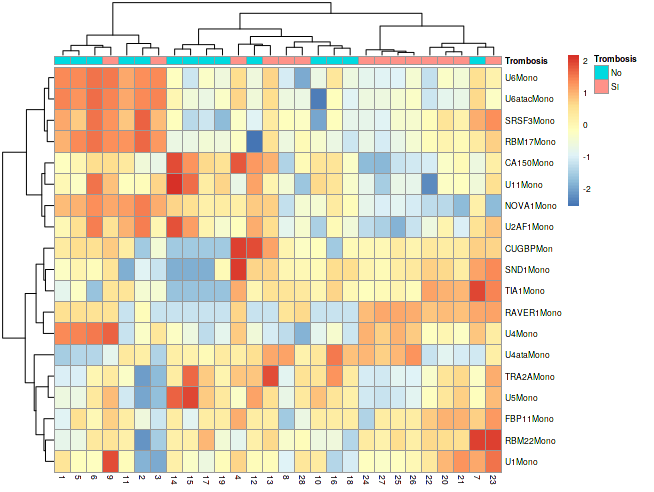 Trombosis
2
1
0
-1
-2
Trombosis
No
SI
U6Mono
U6atacMono
SRSF3Mono
RBM17Mono
CA150Mono
U11Mono
NOVA1Mono
U2AF1Mono
CUGBPMon
SND1Mono
TIA1Mono
RAVER1Mono
U4Mono
U4ataMono
TRA2AMono
U5Mono
FBP11Mono
RBM22Mono
U1Mono
1 5 6 9 11 2 3 14 15 17 19 4 12 13 8 28 10 16 18 24 27 25 26 22 20 21 7 23